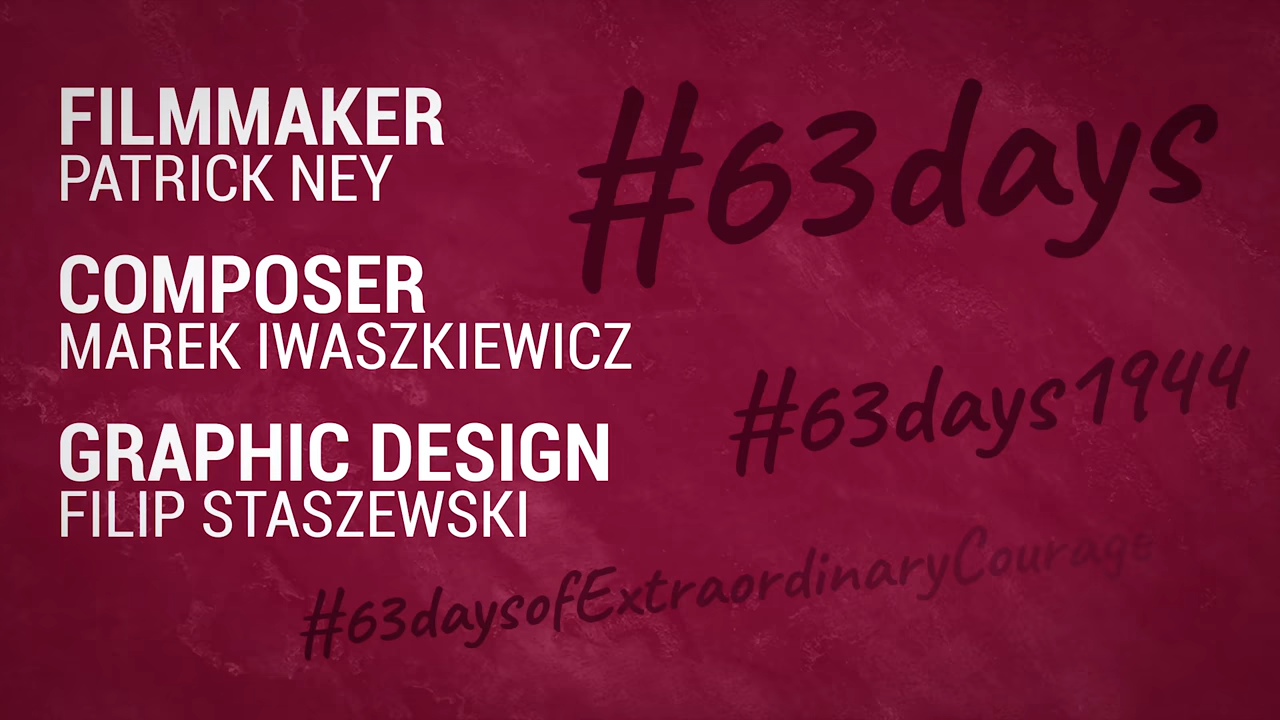 FILMMAKER
PATRICK NEY
COMPOSER
MAREK IWASZKIEWICZ
GRAPHIC DESIGN
FILIP STASZEWSKI
#63days
#63days1944
#63daysofExtraordinaryCourage